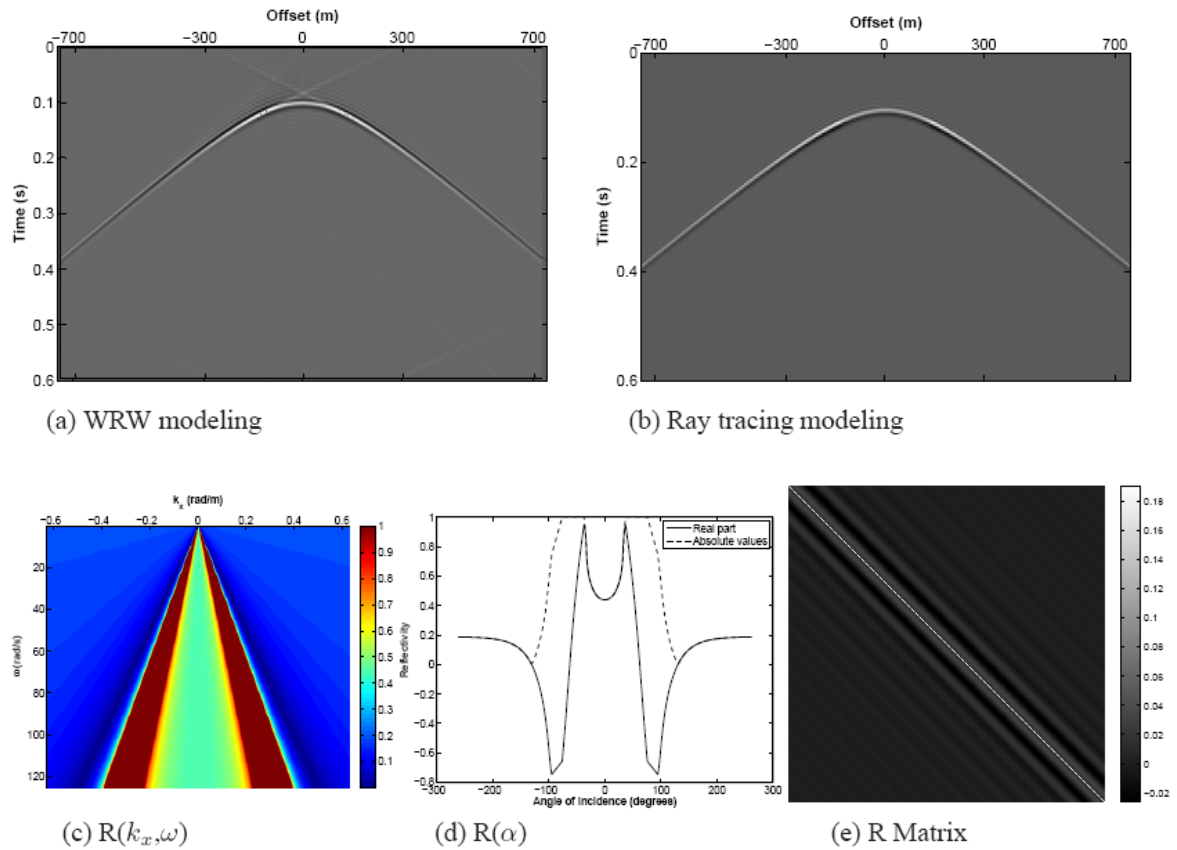 Offset (m)
−700 −300 0 300 700
0
0.1
0.2
0.3
0.4
0.5
0.6
Time (s)
(a) WRW modeling
Offset (m)
−700 −300 0 300 700
0
0.2
0.4
0.6
Time (s)
(b) Ray tracing modeling
k_x (rad/m)
−0.6 −0.4 −0.2 0 0.2 0.4 0.6
20
40
60
80
100
120
ω(rad/s)
1
0.9
0.8
0.7
0.6
0.5
0.4
0.3
0.2
0.1
(c) R(k_x,ω)
1
0.8
0.6
0.4
0.2
0
−0.2
−0.4
−0.6
−0.8
Reflectivity
Real part
Absolute values
−300 −200 −100 0 100 200 300
Angle of Incidence (degrees)
(d) R(α)
0.18
0.16
0.14
0.12
0.10
0.08
0.06
0.04
0.02
0
−0.02
(e) R Matrix